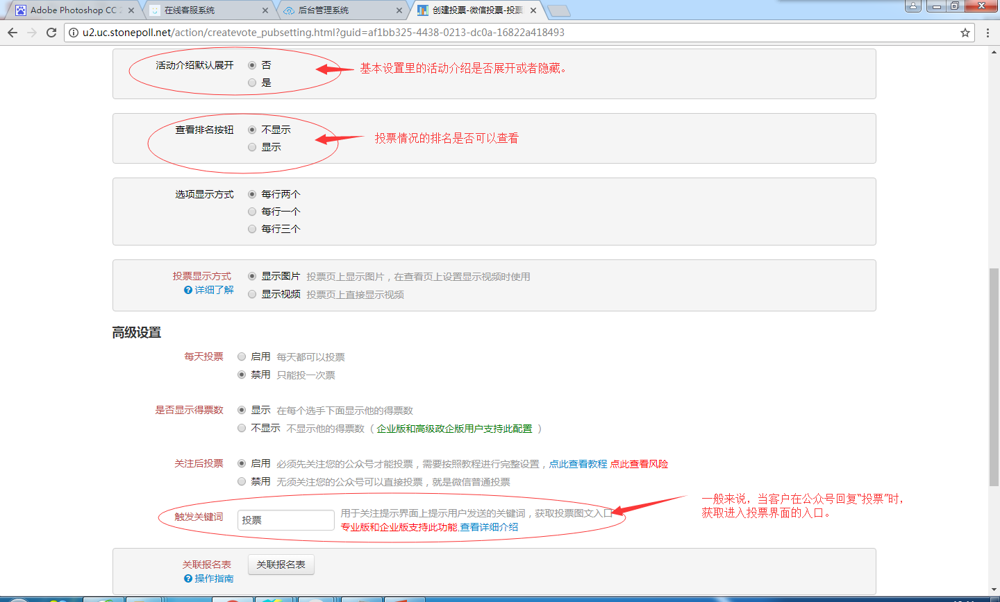 Adobe Photoshop CC
在线客服系统
后台管理系统
创建投票-微信投票-投票
u2.uc.stonepoll.net/action/createvote_pubsetting.html?guid=af1bb325-4438-0213-dc0a-16822a418493
活动介绍默认展开 否
是
基本设置里的活动介绍是否展开或者隐藏。
查看排名按钮 不显示
显示
投票情况的排名是否可以查看
选项显示方式 每行两个
每行一个
每行三个
投票显示方式 显示图片 投票页上显示图片，在查看页上设置显示视频时使用
详细了解 显示视频 投票页上直接显示视频
高级设置
每天投票 启用 每天都可以投票
禁用 只能投一次票
是否显示得票数 显示 在每个选手下面显示他的得票数
不显示 不显示他的得票数（企业版和高级政企版用户支持此配置）
关注后投票 启用 必须先关注您的公众号才能投票，需要按照教程进行完整设置，点此查看教程 点此查看风险
禁用 无须关注您的公众号可以直接投票，就是微信普通投票
触发关键词 投票 用于关注提示界面上提示用户发送的关键词，获取投票图文入口
专业版和企业版支持此功能,查看详细介绍
一般来说，当客户在公众号回复“投票”时，
获取进入投票界面的入口。
关联报名表 关联报名表
操作指南